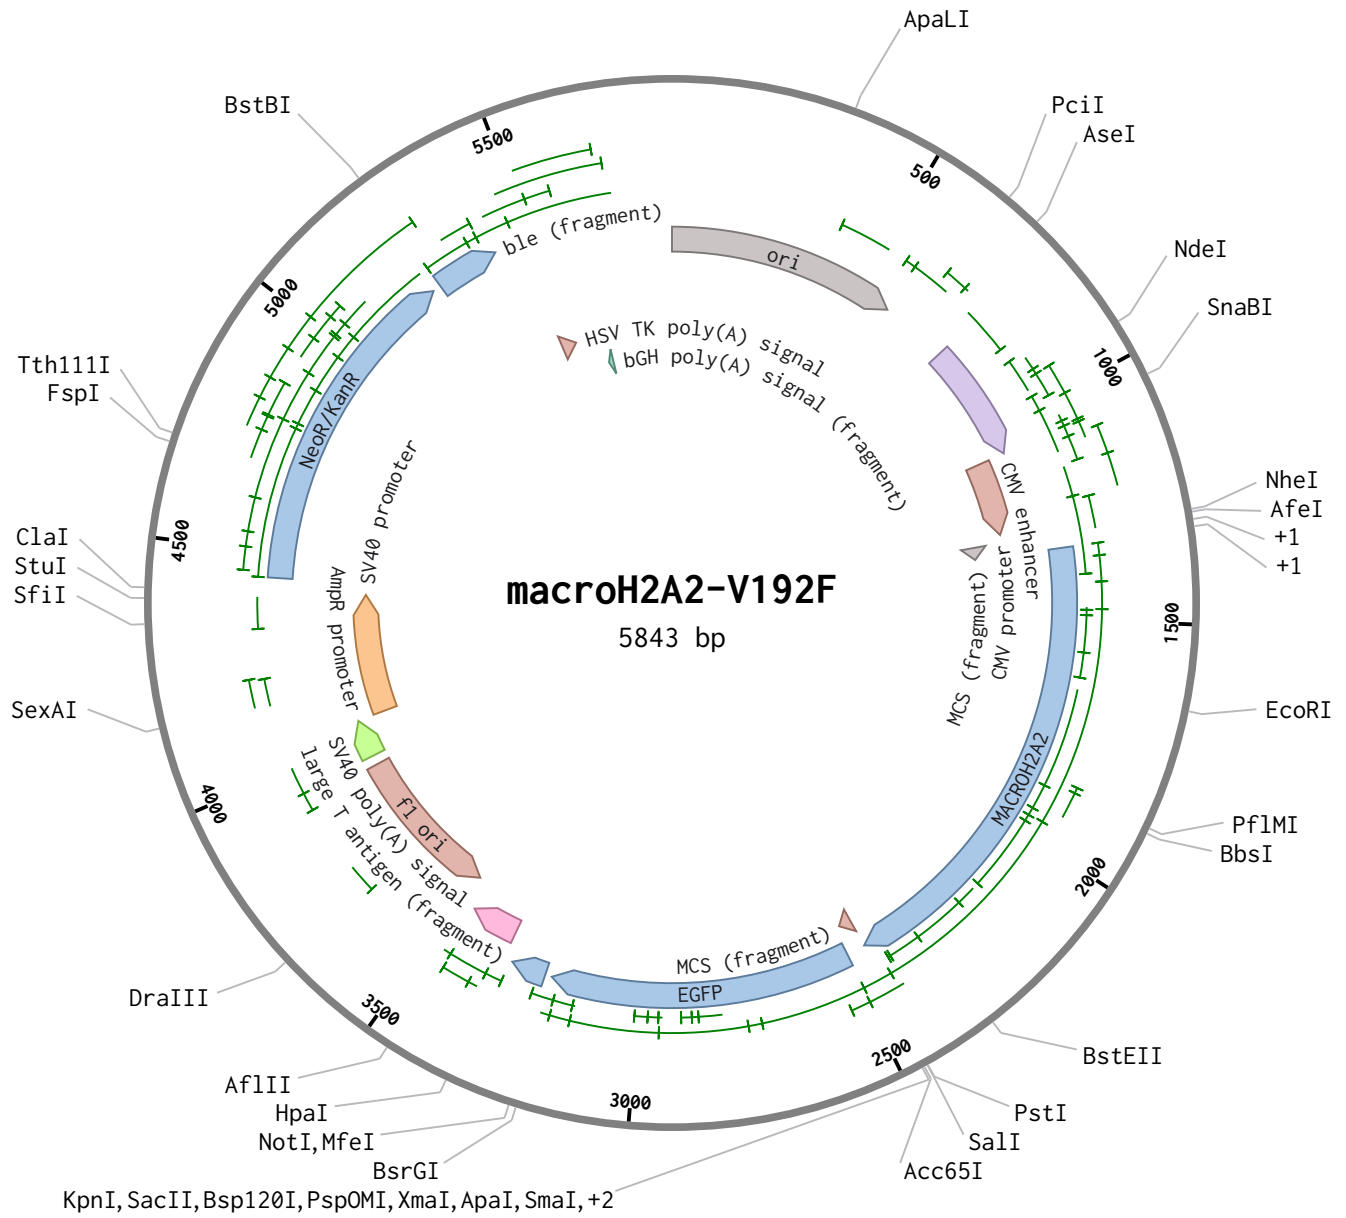 macroH2A2-V192F
5843 bp
ApaLI
PciI
AseI
NdeI
SnaBI
NheI
AfeI
+1
+1
EcoRI
PflMI
BbsI
BstEII
PstI
SalI
Acc65I
KpnI,SacII,Bsp120I,PspOMI,XmaI,ApaI,SmaI,+2
BsrGI
NotI,MfeI
HpaI
AflII
DraIII
SexAI
SfiI
StuI
ClaI
FspI
Tth111I
BstBI
500
1000
1500
2000
2500
3000
3500
4000
4500
5000
5500
ori
CMV enhancer
CMV promoter
MCS (fragment)
MACROH2A2
MCS (fragment)
EGFP
large T antigen (fragment)
SV40 poly(A) signal
f1 ori
AmpR promoter
SV40 promoter
NeoR/KanR
ble (fragment)
HSV TK poly(A) signal
bGH poly(A) signal (fragment)